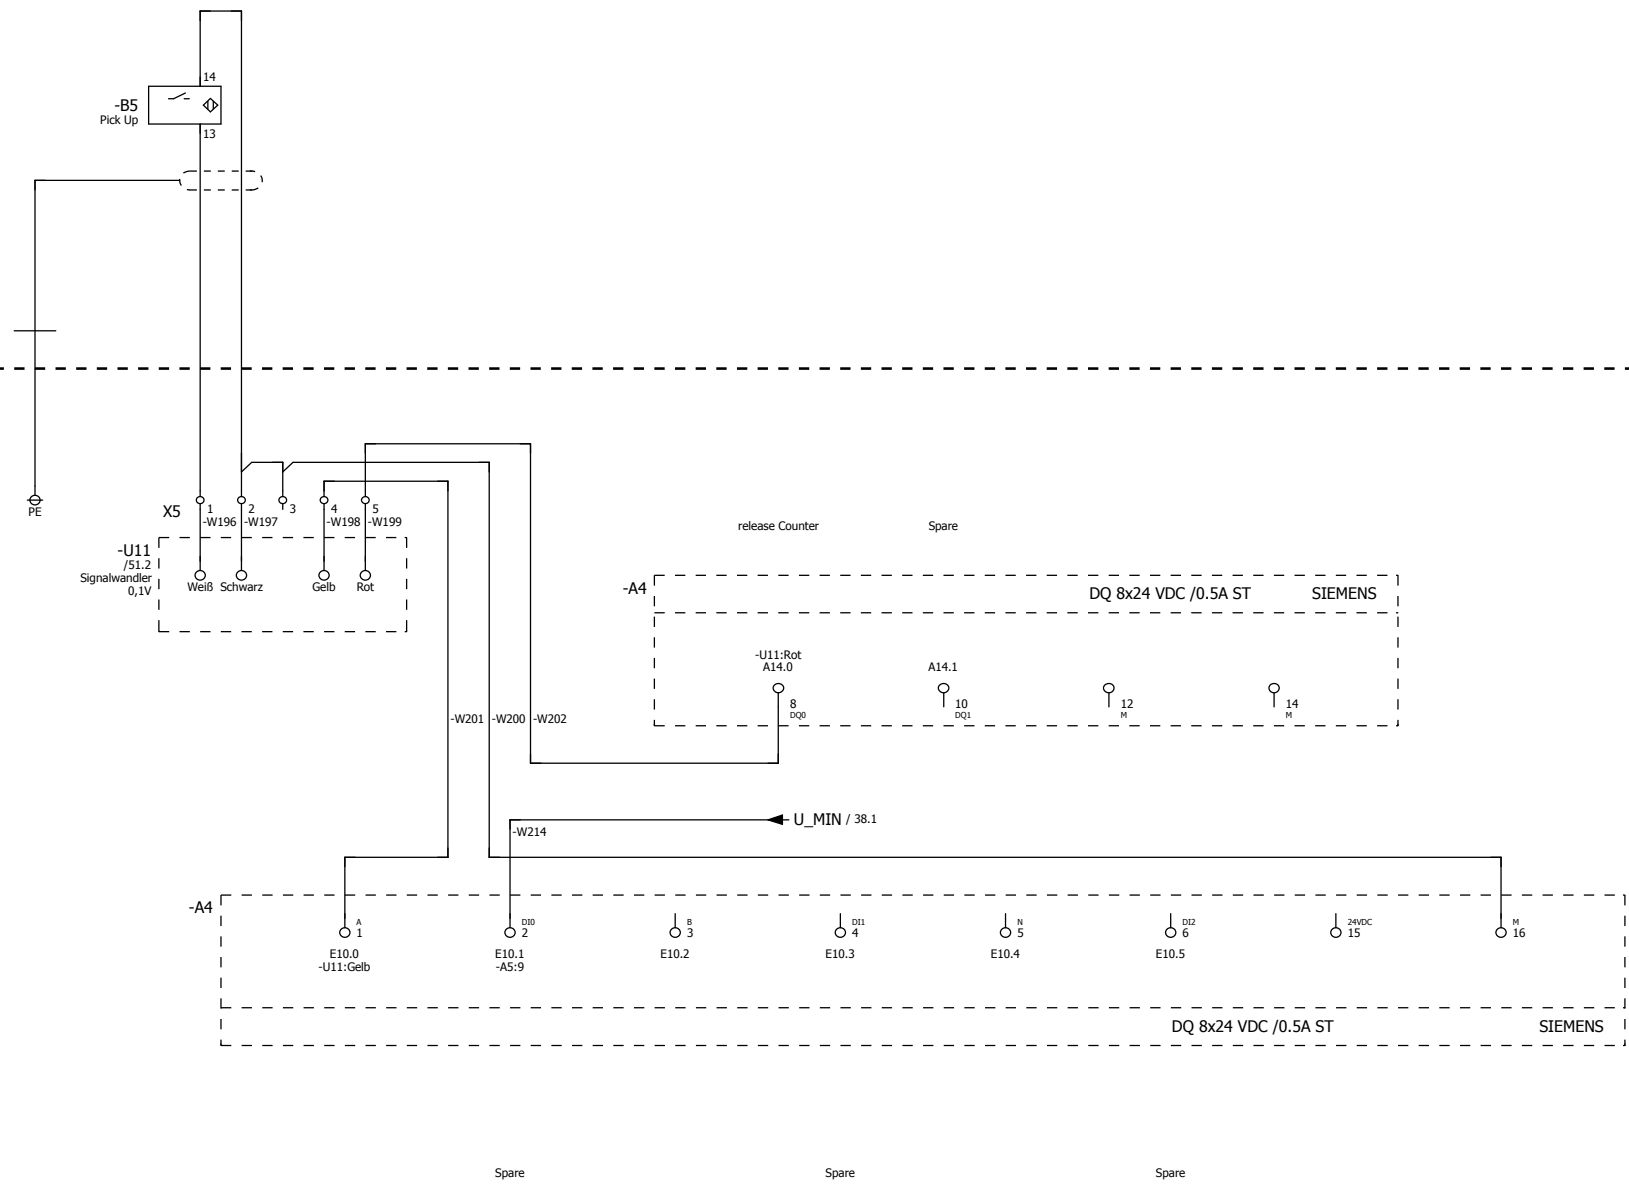 14
-B5
Pick Up
13
PE
X5
1
2
3
4
5
-W196
-W197
-W198
-W199
-U11
/51.2
Signalwandler
0,1V
Weiß
Schwarz
Gelb
Rot
release Counter
Spare
-A4
DQ 8x24 VDC /0.5A ST
SIEMENS
-U11:Rot
A14.0
A14.1
8
DQ0
10
DQ1
12
M
14
M
-W201
-W200
-W202
U_MIN / 38.1
-W214
-A4
A
1
DI0
2
B
3
DI1
4
N
5
DI2
6
24VDC
15
M
16
E10.0
-U11:Gelb
E10.1
-A5:9
E10.2
E10.3
E10.4
E10.5
DQ 8x24 VDC /0.5A ST
SIEMENS
Spare
Spare
Spare